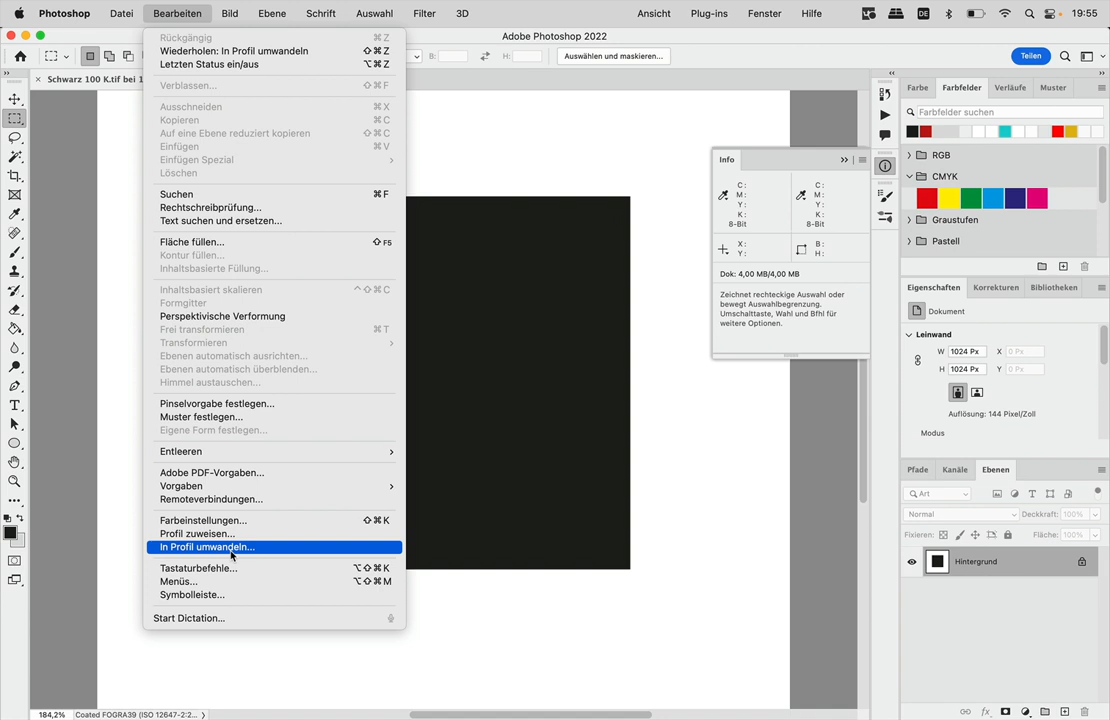 Photoshop Datei Bearbeiten Bild Ebene Schrift Auswahl Filter 3D Ansicht Plug-ins Fenster Hilfe DE 19:55
Adobe Photoshop 2022
B: H: Auswählen und maskieren... Teilen
Schwarz 100 K.tif bei 1
Rückgängig ⌘Z
Wiederholen: In Profil umwandeln ⇧⌘Z
Letzten Status ein/aus ⌥⌘Z
Verblassen... ⇧⌘F
Ausschneiden ⌘X
Kopieren ⌘C
Auf eine Ebene reduziert kopieren ⇧⌘C
Einfügen ⌘V
Einfügen Spezial
Löschen
Suchen ⌘F
Rechtschreibprüfung...
Text suchen und ersetzen...
Fläche füllen... ⇧F5
Kontur füllen...
Inhaltsbasierte Füllung...
Inhaltsbasiert skalieren ^⇧⌘C
Formgitter
Perspektivische Verformung
Frei transformieren ⌘T
Transformieren
Ebenen automatisch ausrichten...
Ebenen automatisch überblenden...
Himmel austauschen...
Pinselvorgabe festlegen...
Muster festlegen...
Eigene Form festlegen...
Entleeren
Adobe PDF-Vorgaben...
Vorgaben
Remoteverbindungen...
Farbeinstellungen... ⇧⌘K
Profil zuweisen...
In Profil umwandeln...
Tastaturbefehle... ⌥⇧⌘K
Menüs... ⌥⇧⌘M
Symbolleiste...
Start Dictation...
Info
C: C:
M: M:
Y: Y:
K: K:
8-Bit 8-Bit
X: B:
Y: H:
Dok: 4,00 MB/4,00 MB
Zeichnet rechteckige Auswahl oder
bewegt Auswahlbegrenzung.
Umschalttaste, Wahl und Bfhl für
weitere Optionen.
Farbe Farbfelder Verläufe Muster
Farbfelder suchen
RGB
CMYK
Graustufen
Pastell
Eigenschaften Korrekturen Bibliotheken
Dokument
Leinwand
W 1024 Px X 0 Px
H 1024 Px Y 0 Px
Auflösung: 144 Pixel/Zoll
Modus
Pfade Kanäle Ebenen
Art
Normal Deckkraft: 100%
Fixieren: Fläche: 100%
Hintergrund
fx
184,2% Coated FOGRA39 (ISO 12647-2:2...